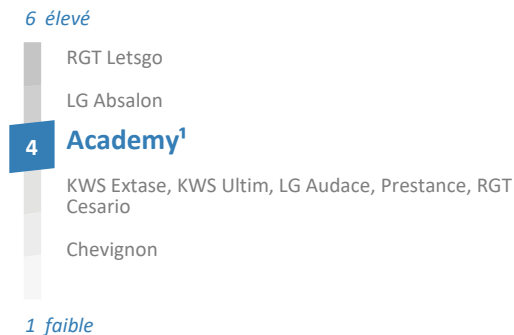 6 élevé
RGT Letsgo
LG Absalon
4 Academy¹
KWS Extase, KWS Ultim, LG Audace, Prestance, RGT
Cesario
Chevignon
1 faible